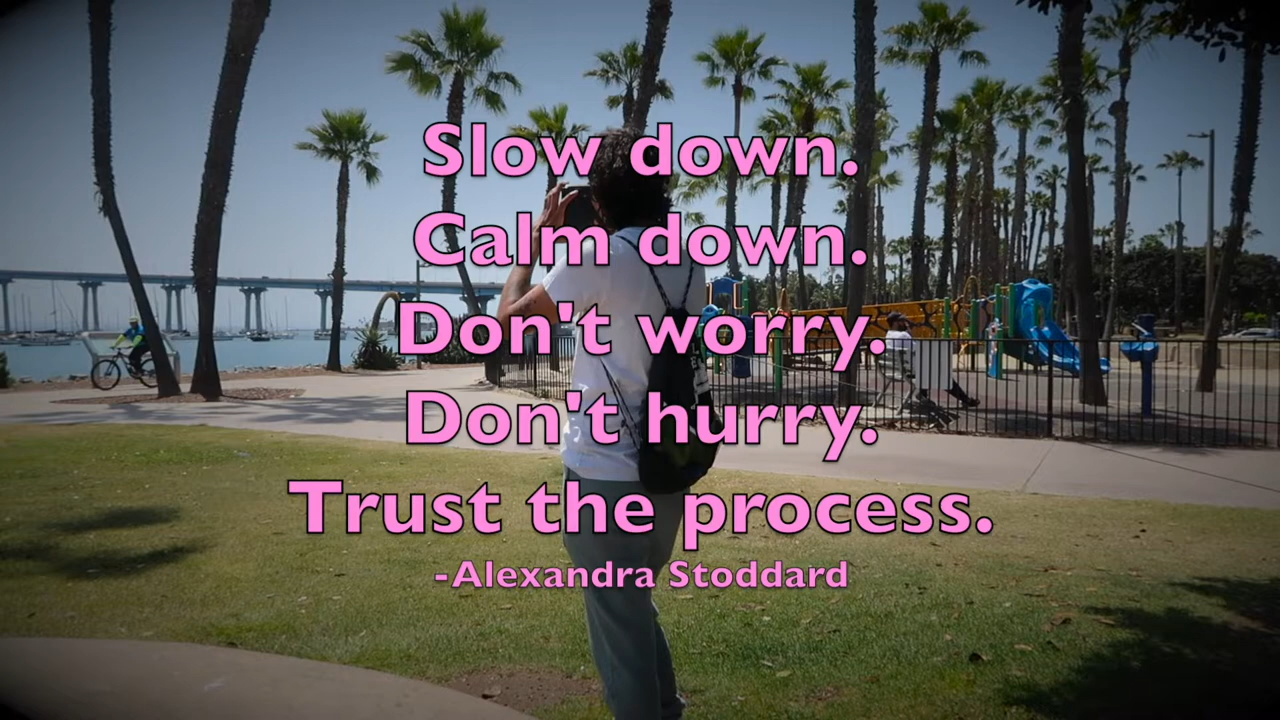 Slow down.
Calm down.
Don't worry.
Don't hurry.
Trust the process.
-Alexandra Stoddard